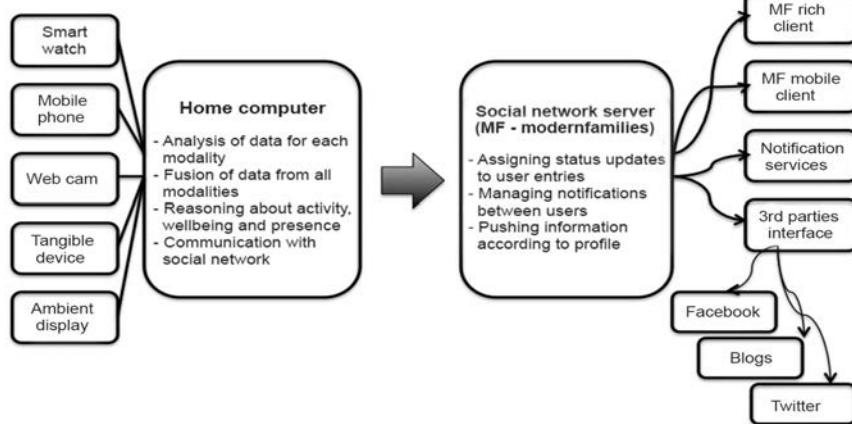 Smart
watch
Mobile
phone
Web cam
Tangible
device
Ambient
display
Home computer
- Analysis of data for each
modality
- Fusion of data from all
modalities
- Reasoning about activity,
wellbeing and presence
- Communication with
social network
Social network server
(MF - modernfamilies)
- Assigning status updates
to user entries
- Managing notifications
between users
- Pushing information
according to profile
MF rich
client
MF mobile
client
Notification
services
3rd parties
interface
Facebook
Blogs
Twitter